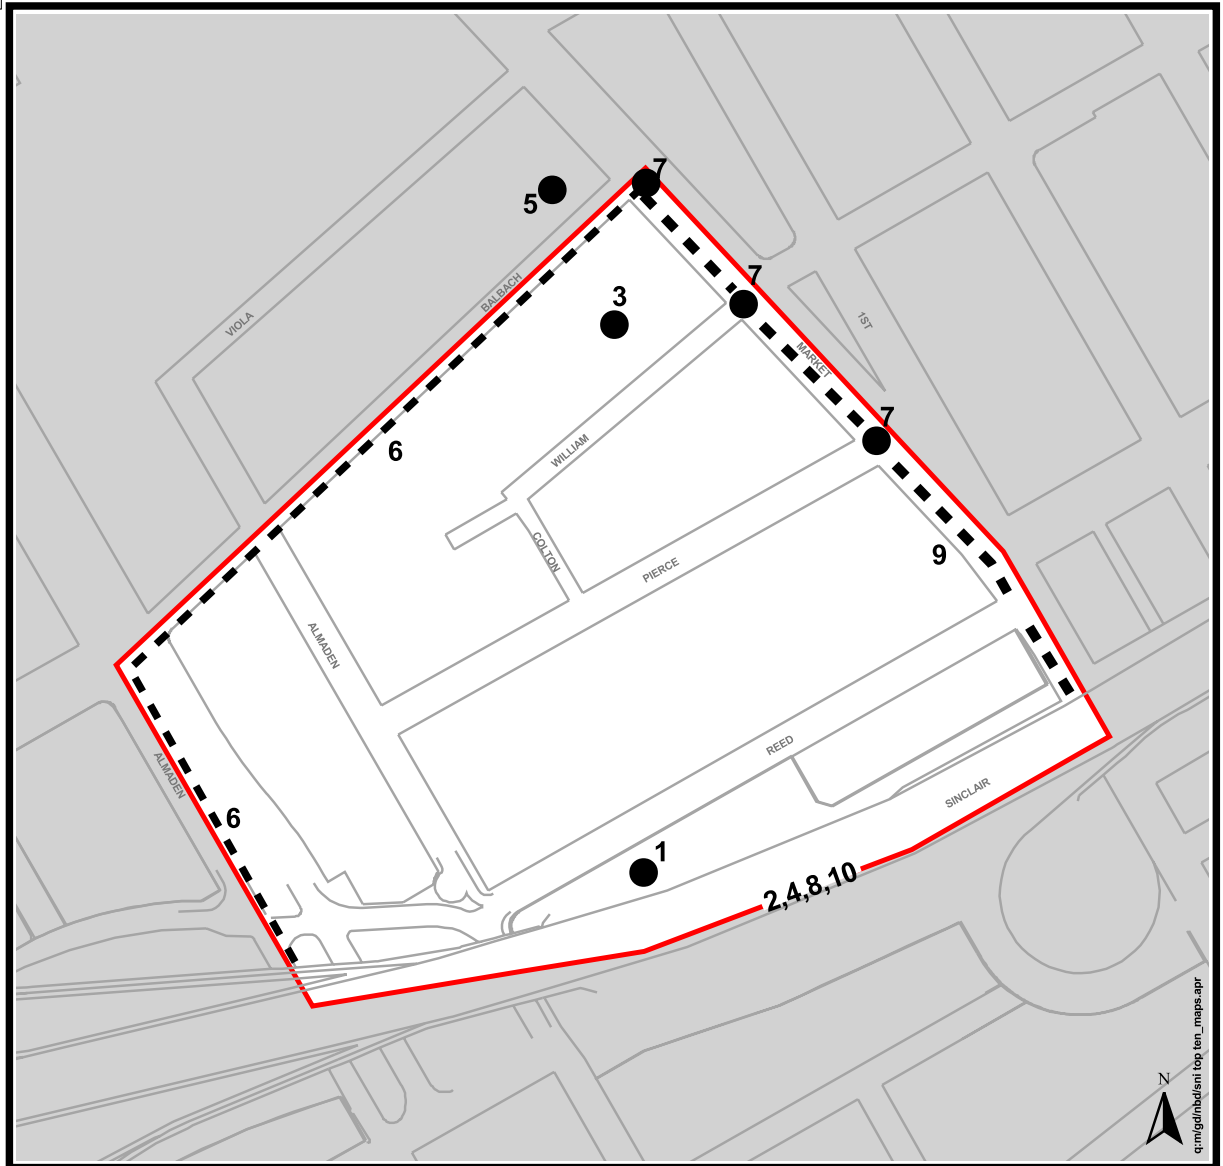 7
5
7
3
BALBACH
VIOLA
1ST
MARKET
7
6
WILLIAM
COLTON
9
PIERCE
ALMADEN
REED
ALMADEN
SINCLAIR
6
1
2,4,8,10
N
q:m/gd/nbd/sni top ten_maps.apr